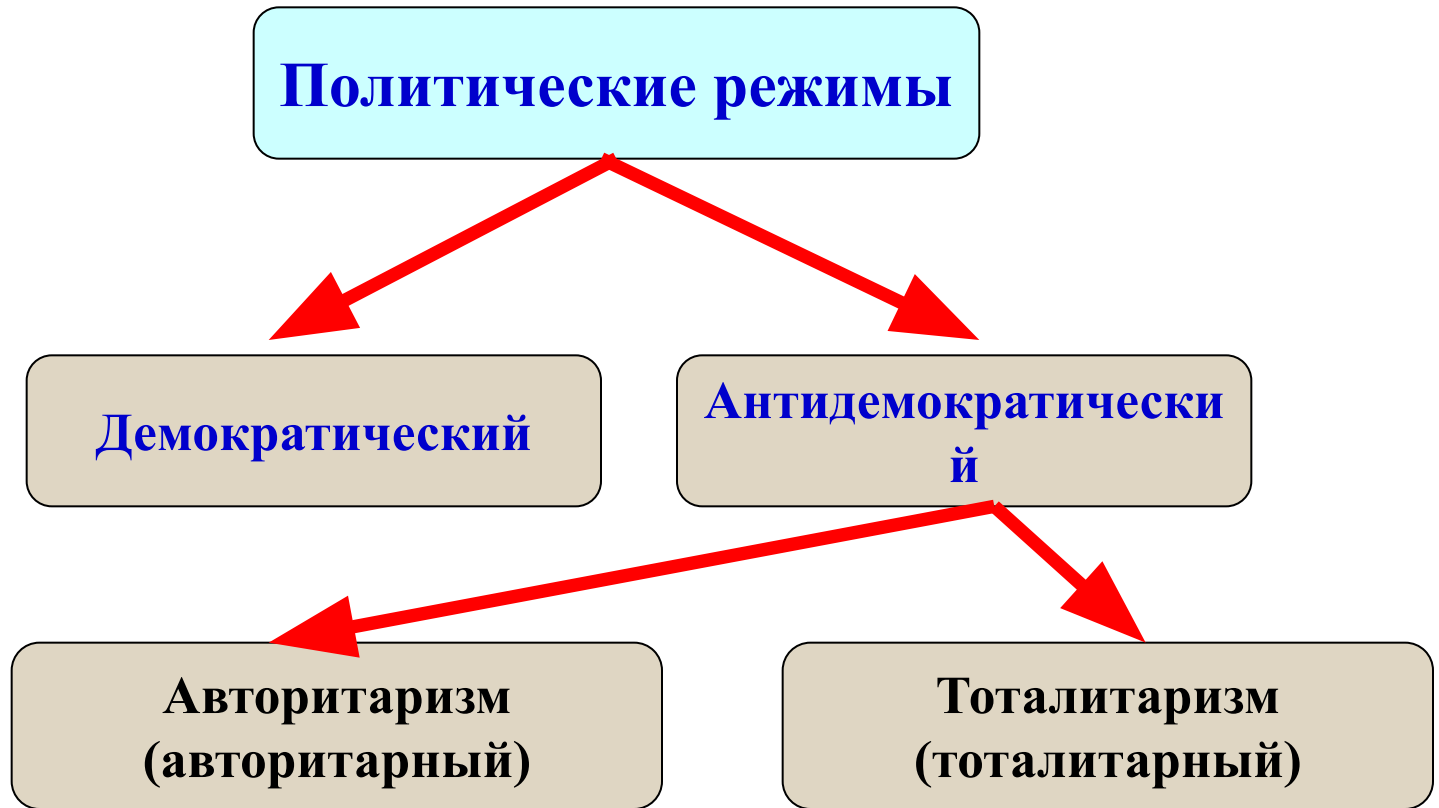 Политические режимы
Демократический
Антидемократически
й
Авторитаризм
(авторитарный)
Тоталитаризм
(тоталитарный)